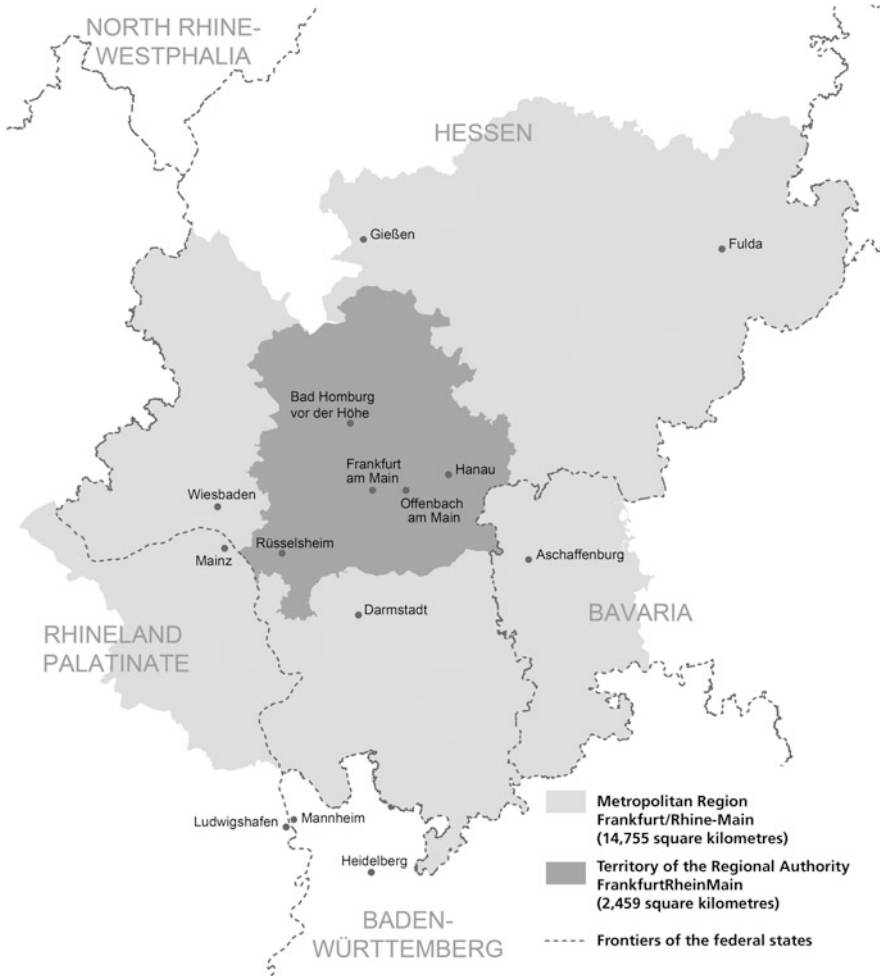 NORTH RHINE-
WESTPHALIA
HESSEN
Gießen
Fulda
Bad Homburg
vor der Höhe
Frankfurt
am Main
Hanau
Offenbach
am Main
Wiesbaden
Mainz
Rüsselsheim
Aschaffenburg
Darmstadt
BAVARIA
RHINELAND
PALATINATE
Ludwigshafen
Mannheim
Heidelberg
BADEN-
WÜRTTEMBERG
Metropolitan Region
Frankfurt/Rhine-Main
(14,755 square kilometres)
Territory of the Regional Authority
FrankfurtRheinMain
(2,459 square kilometres)
Frontiers of the federal states